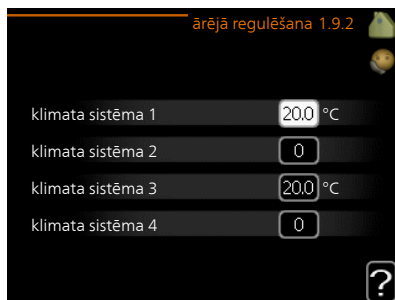 ārējā regulēšana 1.9.2
klimata sistēma 1 20.0 °C
klimata sistēma 2 0
klimata sistēma 3 20.0 °C
klimata sistēma 4 0
?